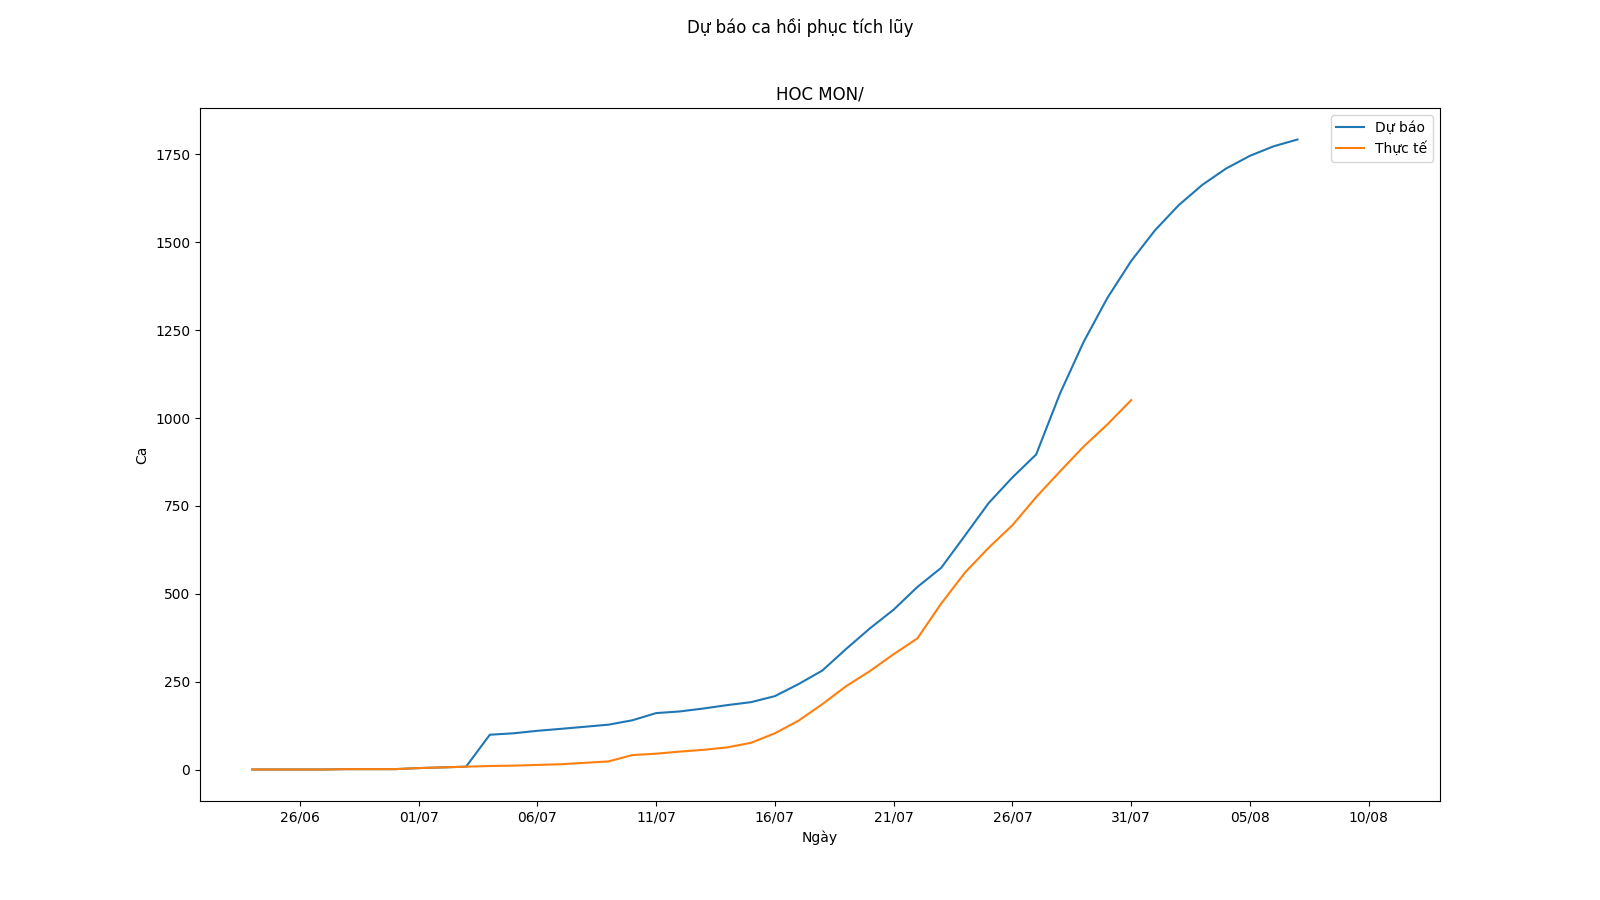 Dự báo ca hồi phục tích lũy
HOC MON/
Dự báo
Thực tế
1750
1500
1250
1000
750
500
250
0
Ca
26/06 01/07 06/07 11/07 16/07 21/07 26/07 31/07 05/08 10/08
Ngày